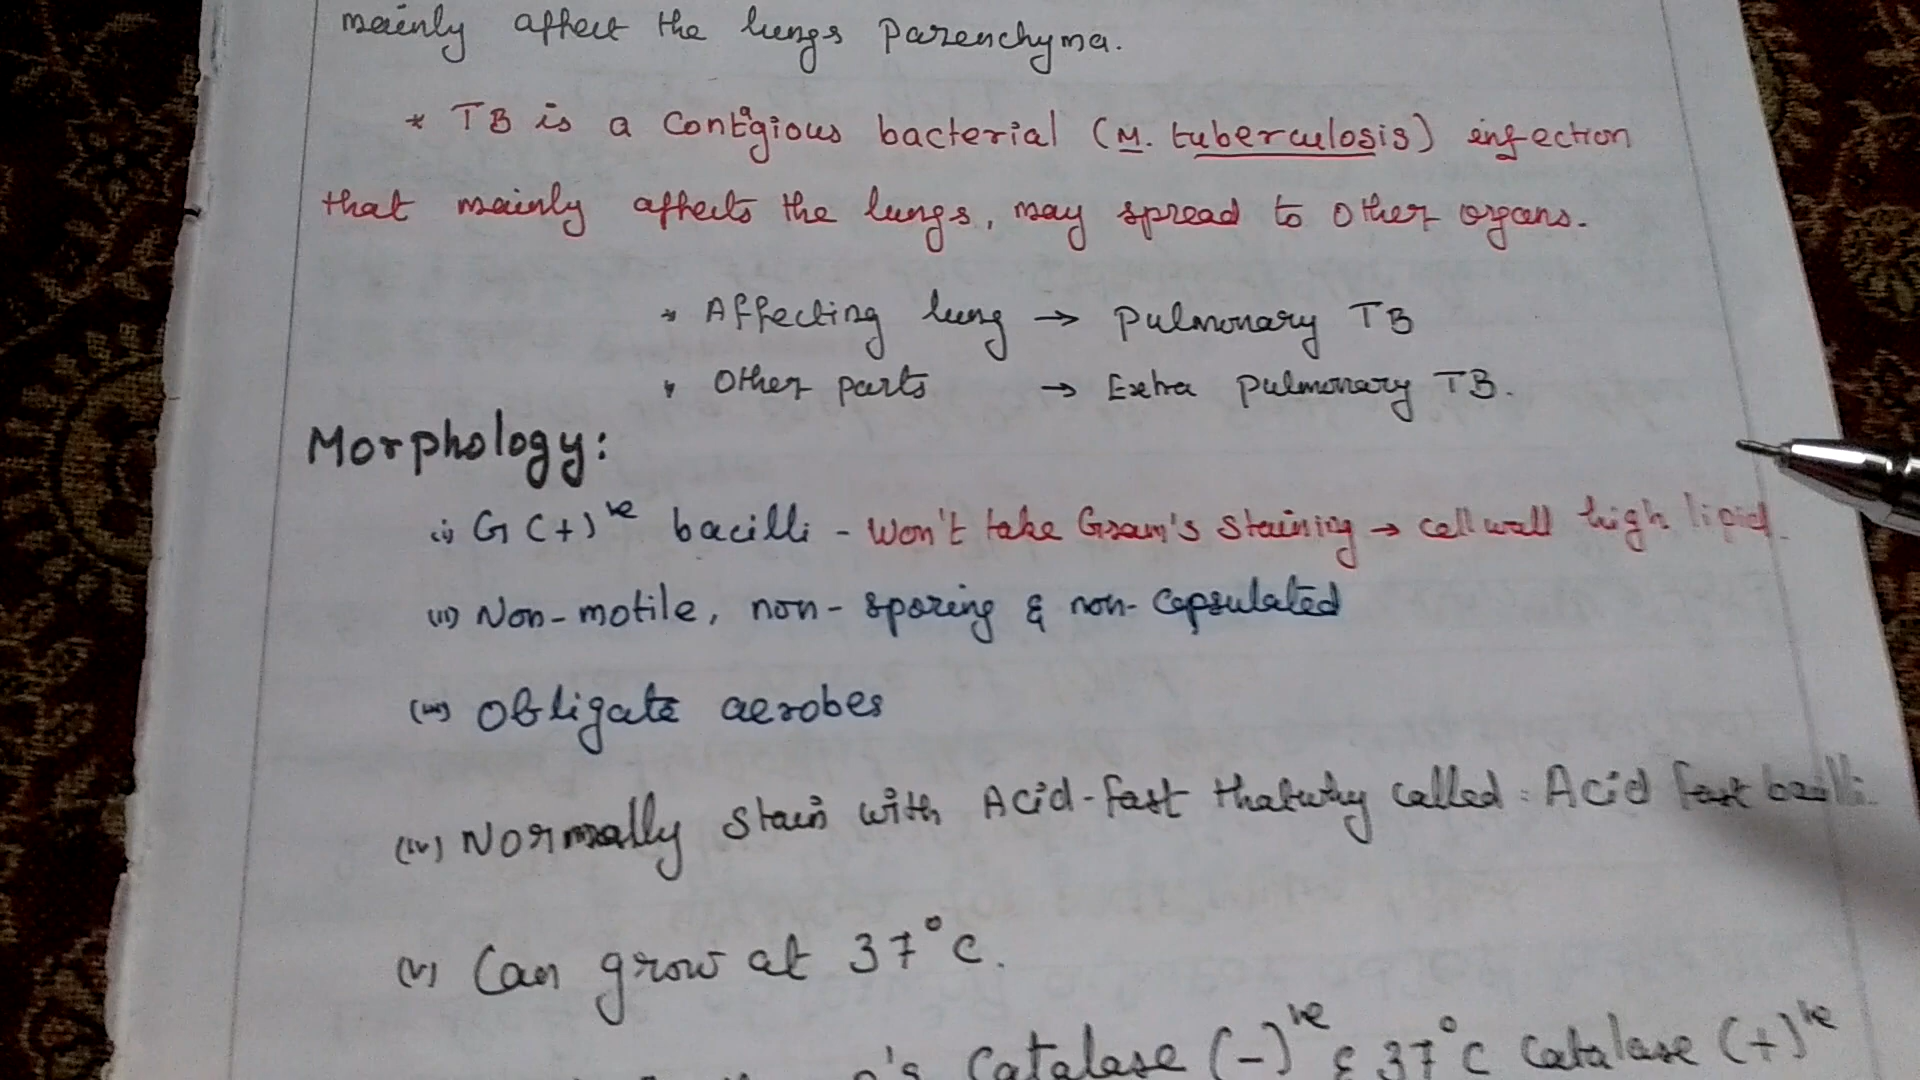 mainly affect the lungs Parenchyma.
* TB is a Contagious bacterial (M. tuberculosis) infection
that mainly affects the lungs, may spread to Other organs.
* Affecting lung → Pulmonary TB
* Other parts → Extra Pulmonary TB.
Morphology:
(i) G(+)ve bacilli - Won't take Gram's Staining → cell wall high lipid.
(ii) Non-motile, non-sporing & non-Capsulated
(iii) Obligate aerobes
(iv) Normally stain with Acid-fast thatwhy called: Acid fast bacilli.
(v) Can grow at 37°C.
Catalase (-)ve & 37°C Catalase (+)ve